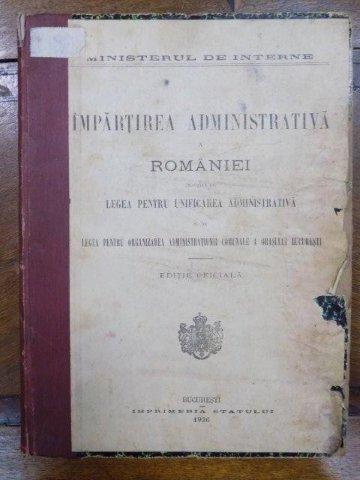 MINISTERUL DE INTERNE
ÎMPĂRȚIREA ADMINISTRATIVĂ
A
ROMÂNIEI
LEGEA PENTRU UNIFICAREA ADMINISTRATIVĂ
LEGEA PENTRU ORGANIZAREA ADMINISTRAȚIUNII COMUNALE A ORAȘULUI BUCUREȘTI
EDIȚIE OFICIALĂ
BUCUREȘTI
IMPRIMERIA STATULUI
1926